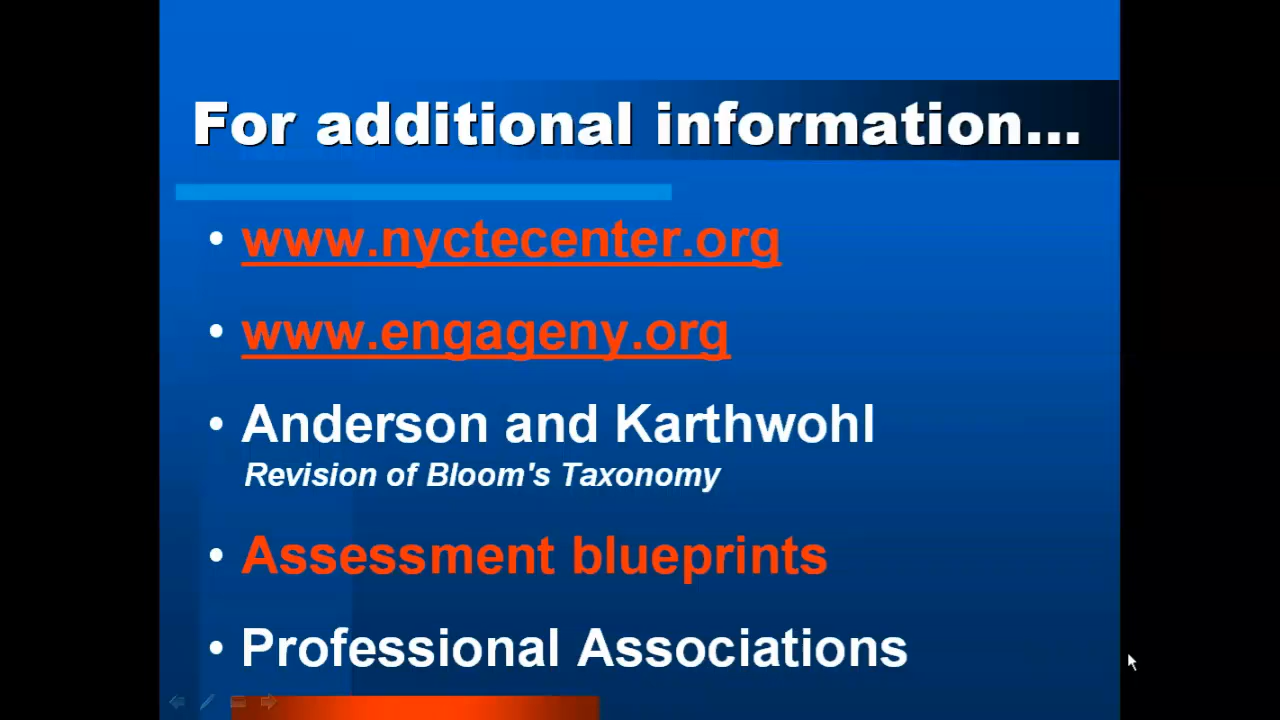 For additional information...
• www.nyctecenter.org
• www.engageny.org
• Anderson and Karthwohl
Revision of Bloom's Taxonomy
• Assessment blueprints
• Professional Associations